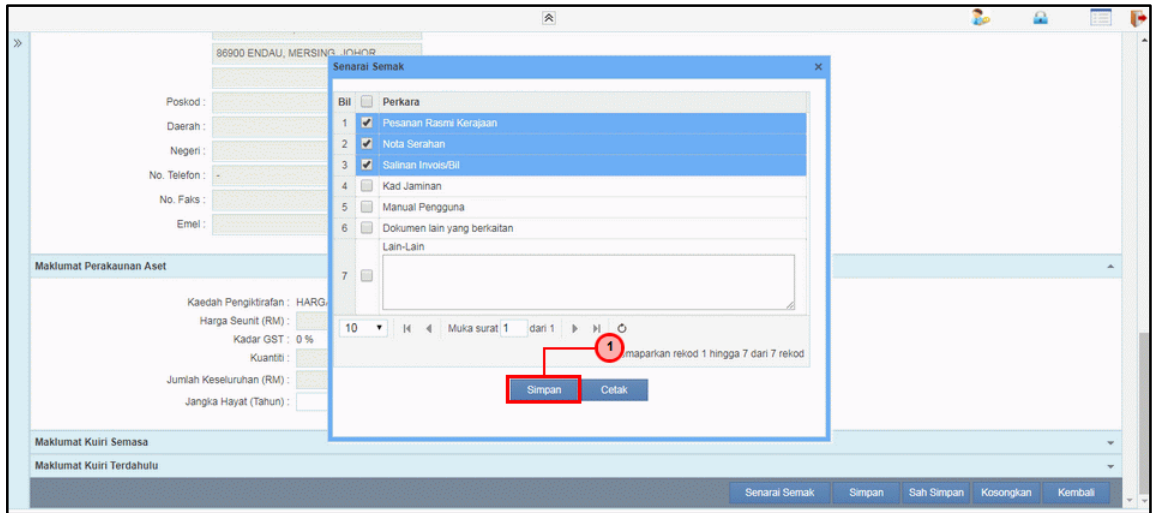 86900 ENDAU, MERSING, JOHOR
Poskod :
Daerah :
Negeri :
No. Telefon : -
No. Faks :
Emel :
Senarai Semak ×
Bil Perkara
1 Pesanan Rasmi Kerajaan
2 Nota Serahan
3 Salinan Invois/Bil
4 Kad Jaminan
5 Manual Pengguna
6 Dokumen lain yang berkaitan
7 Lain-Lain
10 Muka surat 1 dari 1
maparkan rekod 1 hingga 7 dari 7 rekod
1
Simpan Cetak
Maklumat Perakaunan Aset
Kaedah Pengiktirafan : HARGA
Harga Seunit (RM) :
Kadar GST : 0 %
Kuantiti :
Jumlah Keseluruhan (RM) :
Jangka Hayat (Tahun) :
Maklumat Kuiri Semasa
Maklumat Kuiri Terdahulu
Senarai Semak Simpan Sah Simpan Kosongkan Kembali